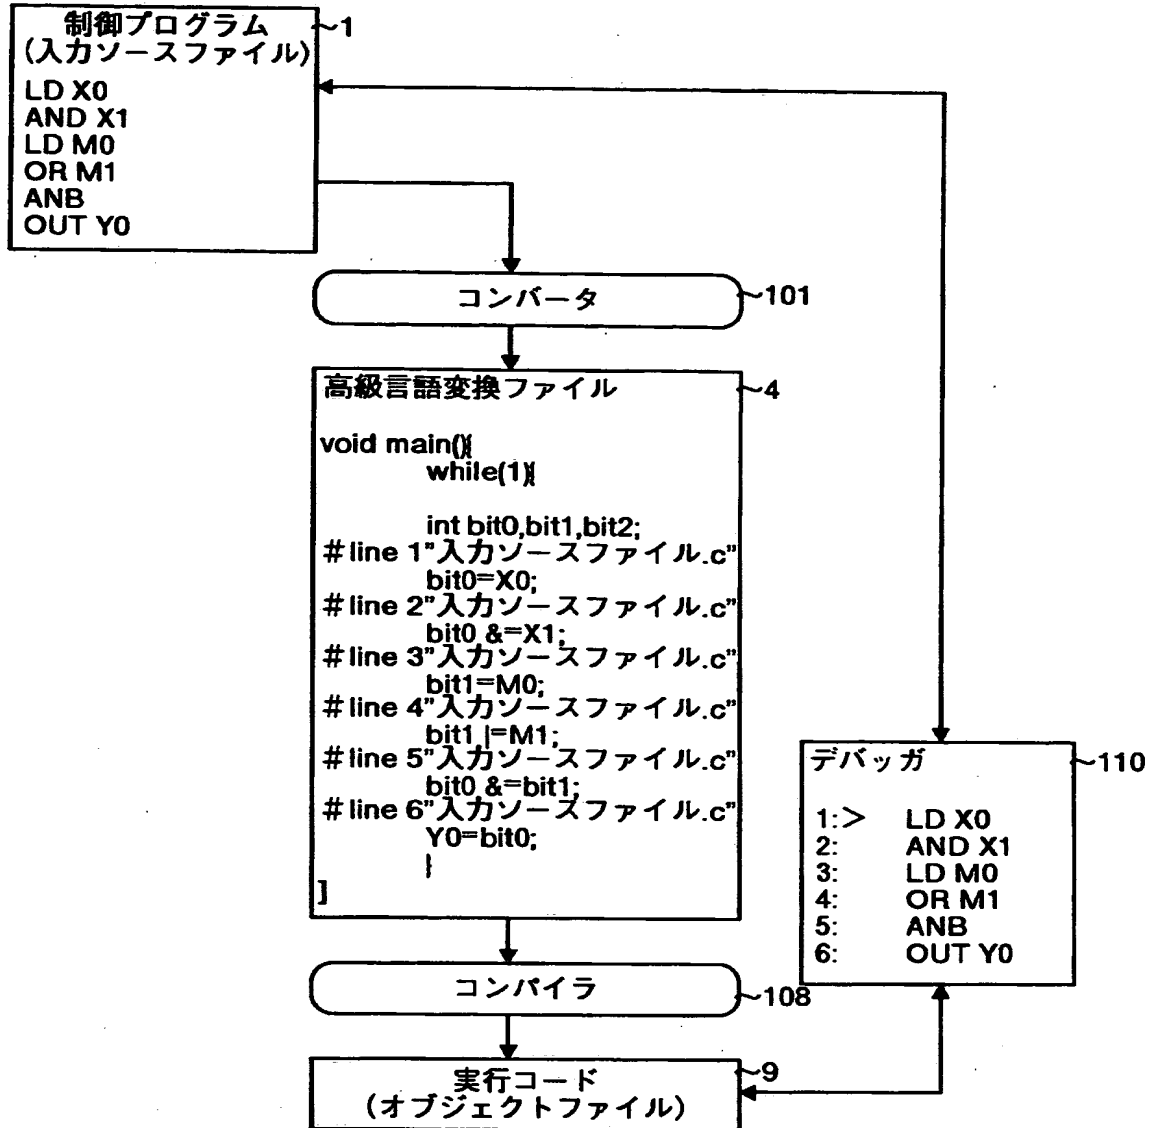 制御プログラム
(入力ソースファイル)
LD X0
AND X1
LD M0
OR M1
ANB
OUT Y0
~1
コンバータ
~101
高級言語変換ファイル
~4
void main(){
while(1){
int bit0,bit1,bit2;
#line 1"入力ソースファイル.c"
bit0=X0;
#line 2"入力ソースファイル.c"
bit0 &=X1;
#line 3"入力ソースファイル.c"
bit1=M0;
#line 4"入力ソースファイル.c"
bit1 |=M1;
#line 5"入力ソースファイル.c"
bit0 &=bit1;
#line 6"入力ソースファイル.c"
Y0=bit0;
}
]
デバッガ
~110
1:> LD X0
2: AND X1
3: LD M0
4: OR M1
5: ANB
6: OUT Y0
コンパイラ
~108
実行コード
(オブジェクトファイル)
~9